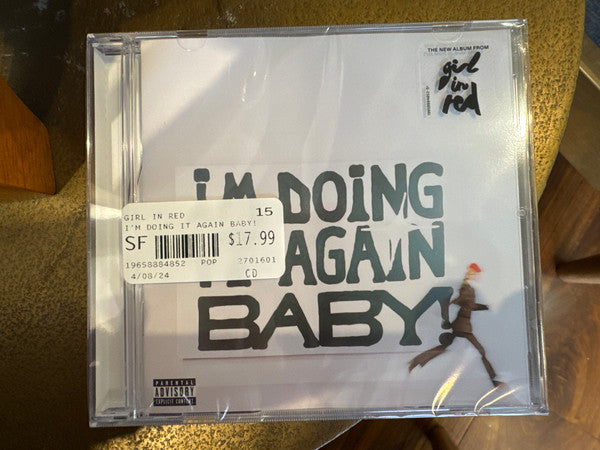 THE NEW ALBUM FROM
girl
in
red
I'M DOING
IT AGAIN
BABY!
15
GIRL IN RED
I'M DOING IT AGAIN BABY!
SF $17.99
19658884852 POP 2701601
4/08/24 CD
PARENTAL
ADVISORY
EXPLICIT CONTENT